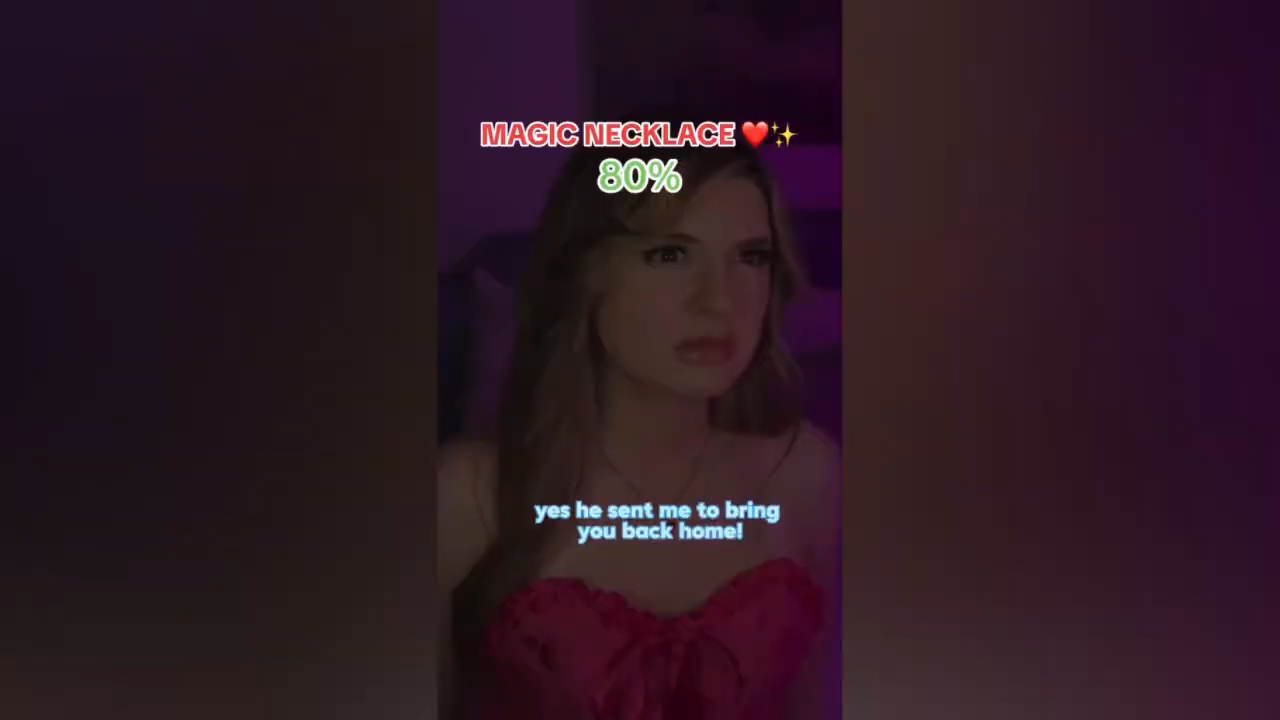 MAGIC NECKLACE ❤️✨
80%
yes he sent me to bring
you back home!